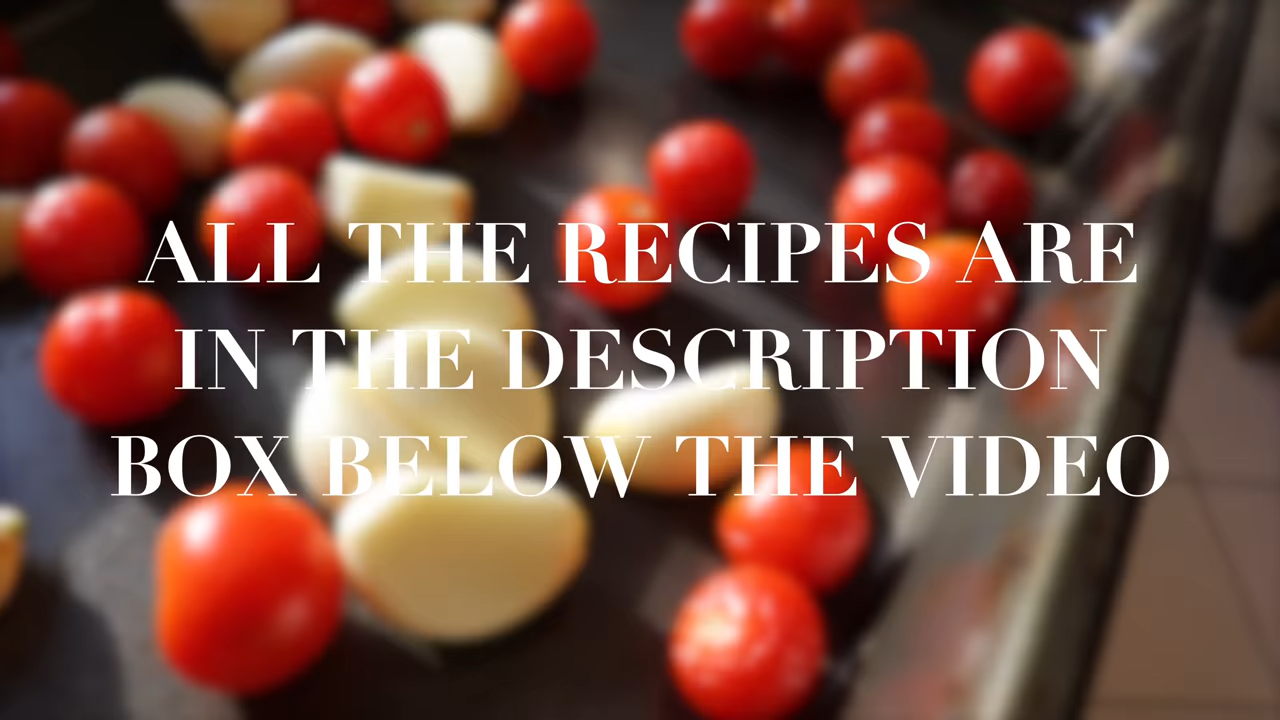 ALL THE RECIPES ARE
IN THE DESCRIPTION
BOX BELOW THE VIDEO